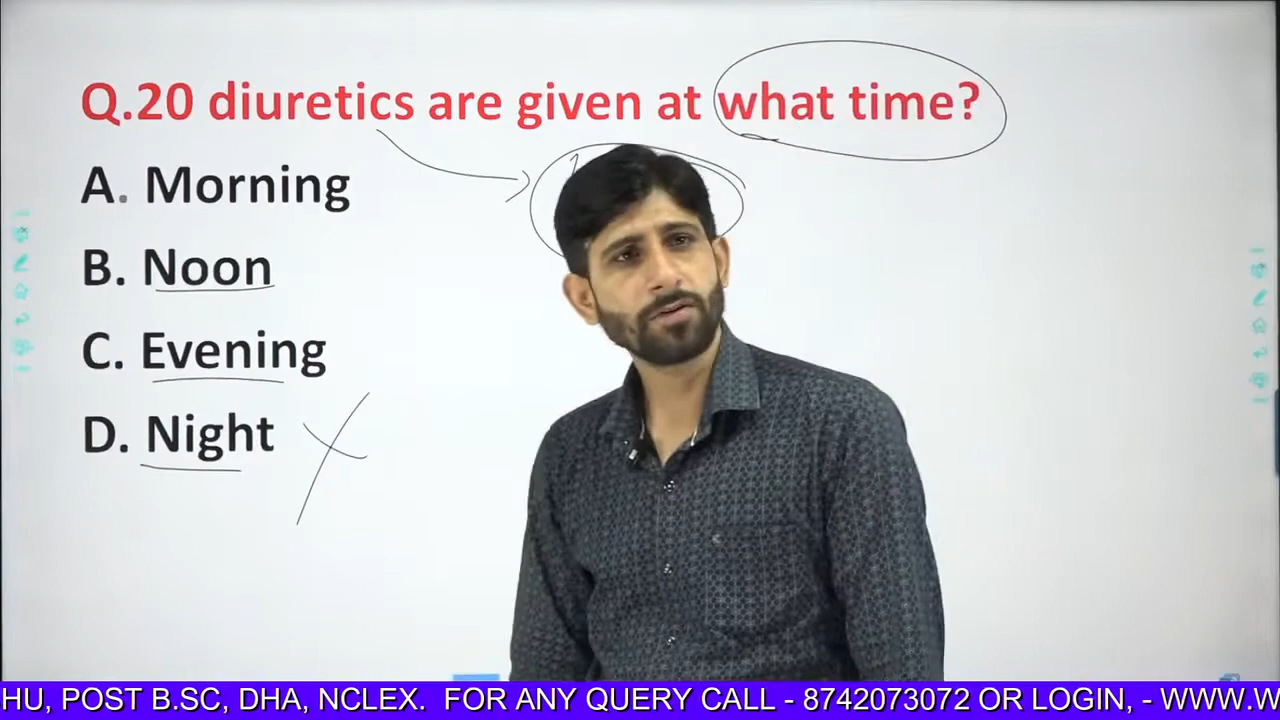 Q.20 diuretics are given at what time?
A. Morning
B. Noon
C. Evening
D. Night
HU, POST B.SC, DHA, NCLEX. FOR ANY QUERY CALL - 8742073072 OR LOGIN, - WWW.W